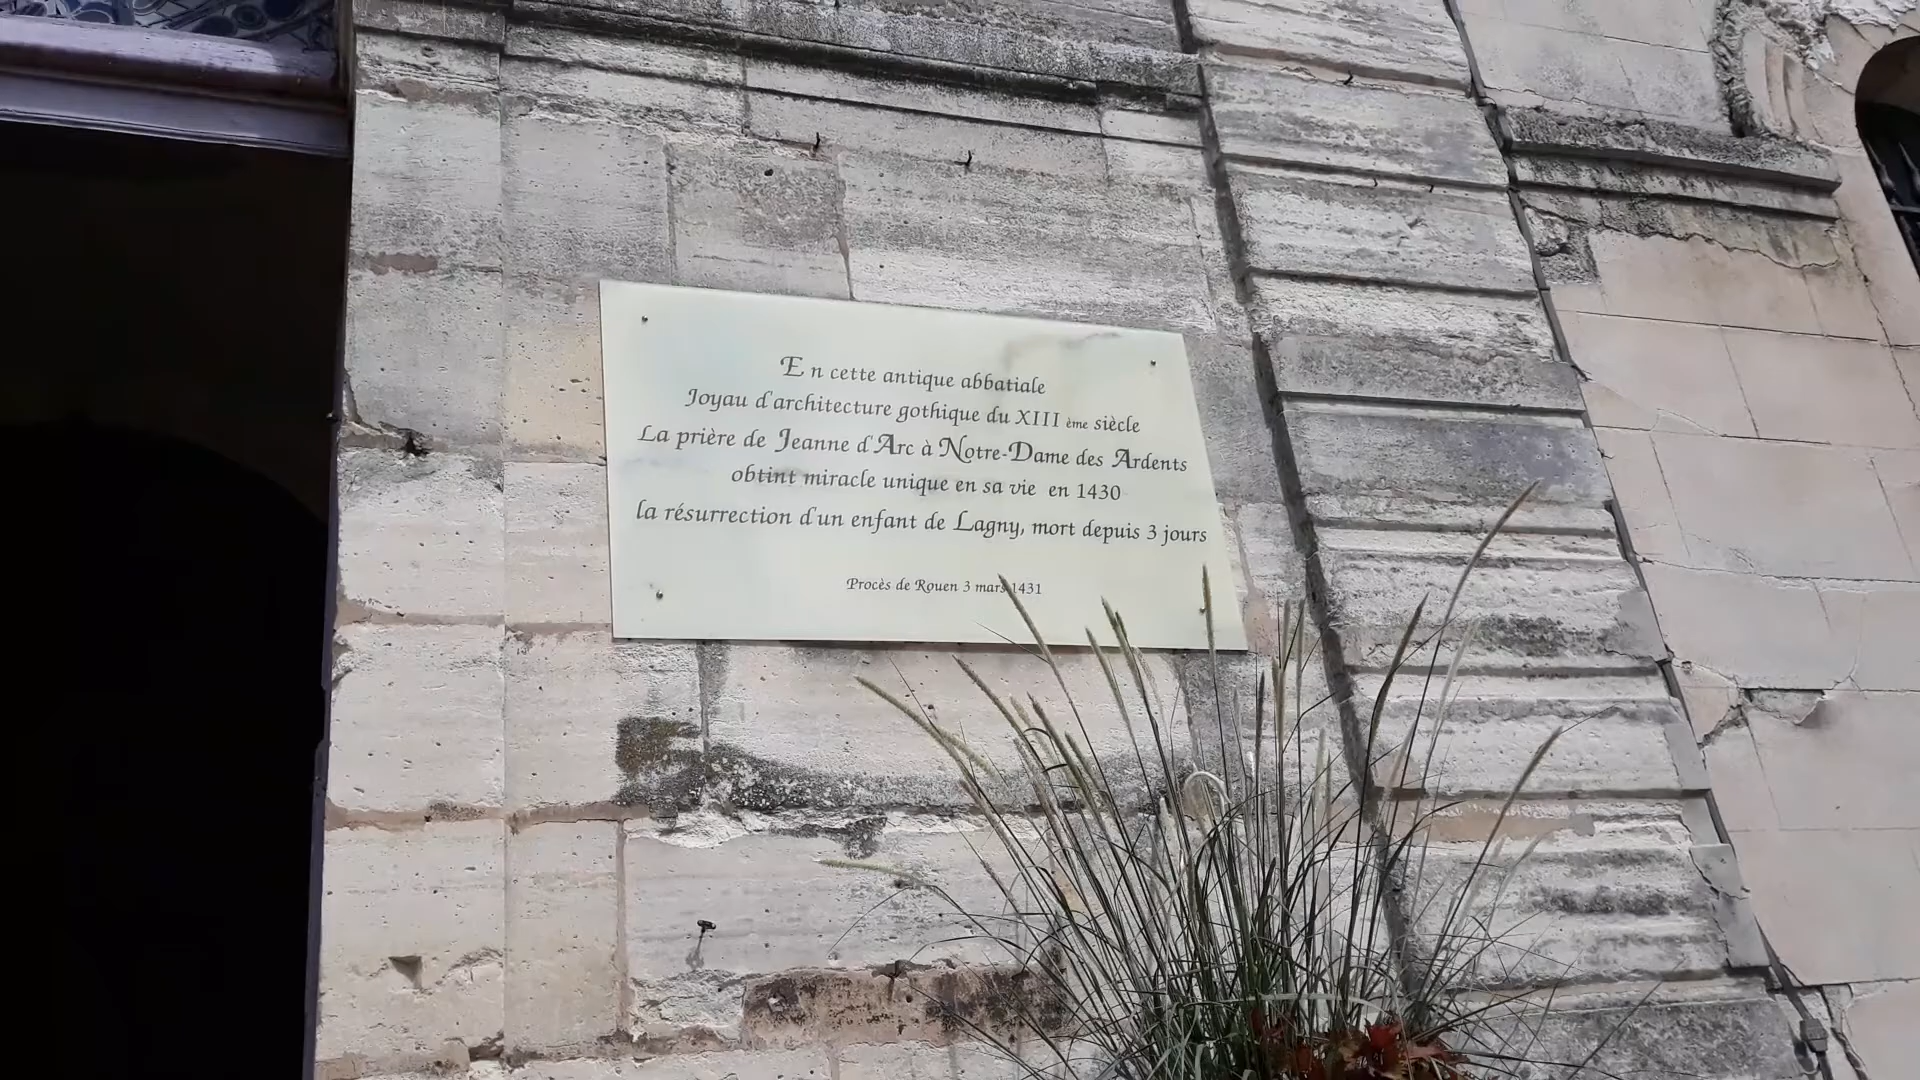 En cette antique abbatiale
Joyau d'architecture gothique du XIII ème siècle
La prière de Jeanne d'Arc à Notre-Dame des Ardents
obtint miracle unique en sa vie en 1430
la résurrection d'un enfant de Lagny, mort depuis 3 jours
Procès de Rouen 3 mars 1431